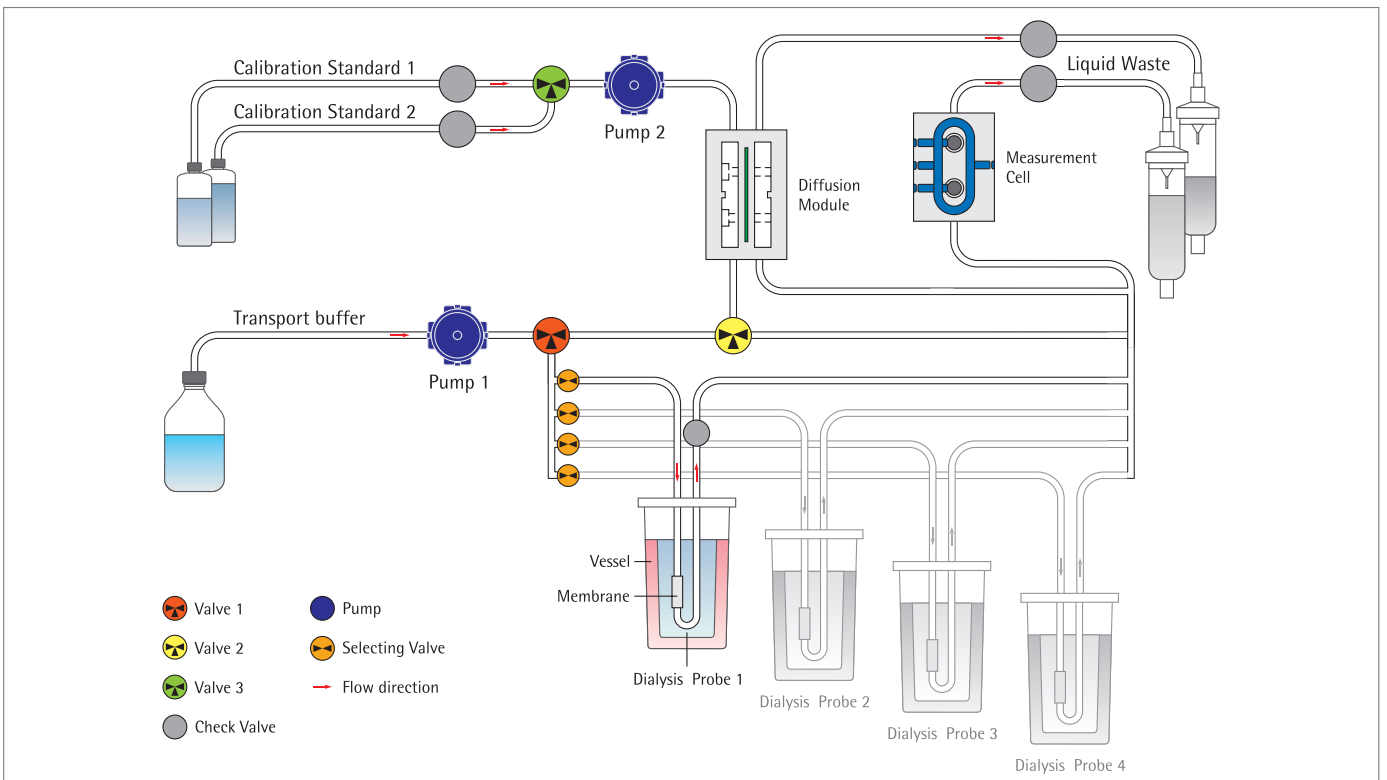 Calibration Standard 1
Calibration Standard 2
Pump 2
Liquid Waste
Measurement
Cell
Diffusion
Module
Transport buffer
Pump 1
Vessel
Membrane
Dialysis Probe 1
Dialysis Probe 2
Dialysis Probe 3
Dialysis Probe 4
Valve 1
Valve 2
Valve 3
Check Valve
Pump
Selecting Valve
Flow direction